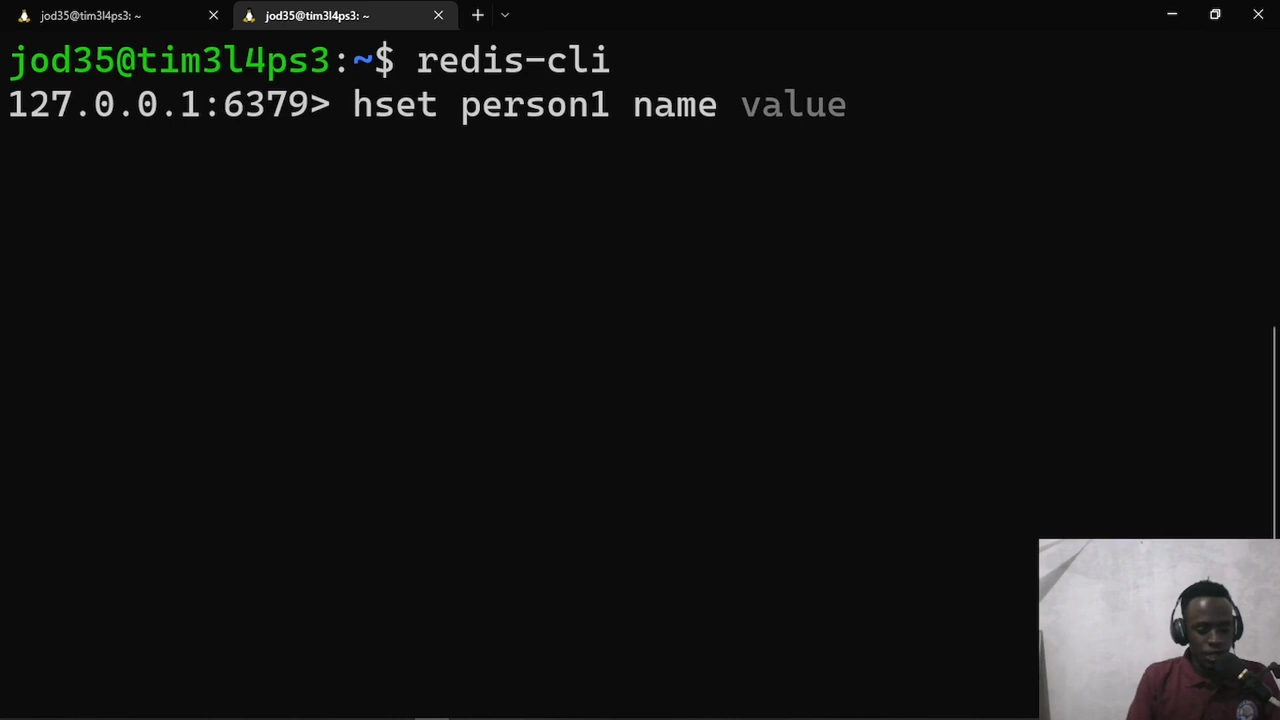 jod35@tim3l4ps3: ~
jod35@tim3l4ps3: ~
jod35@tim3l4ps3:~$ redis-cli
127.0.0.1:6379> hset person1 name value